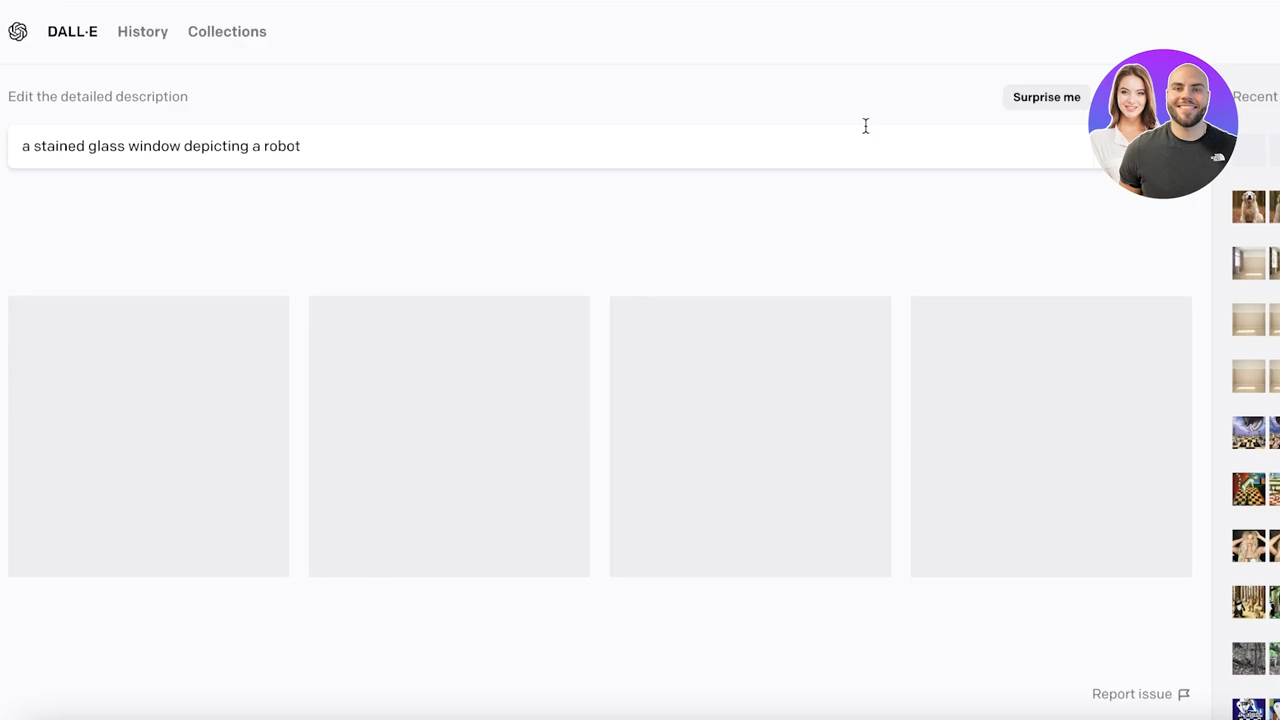 DALL·E History Collections
Edit the detailed description
Surprise me
Recent
a stained glass window depicting a robot
Report issue